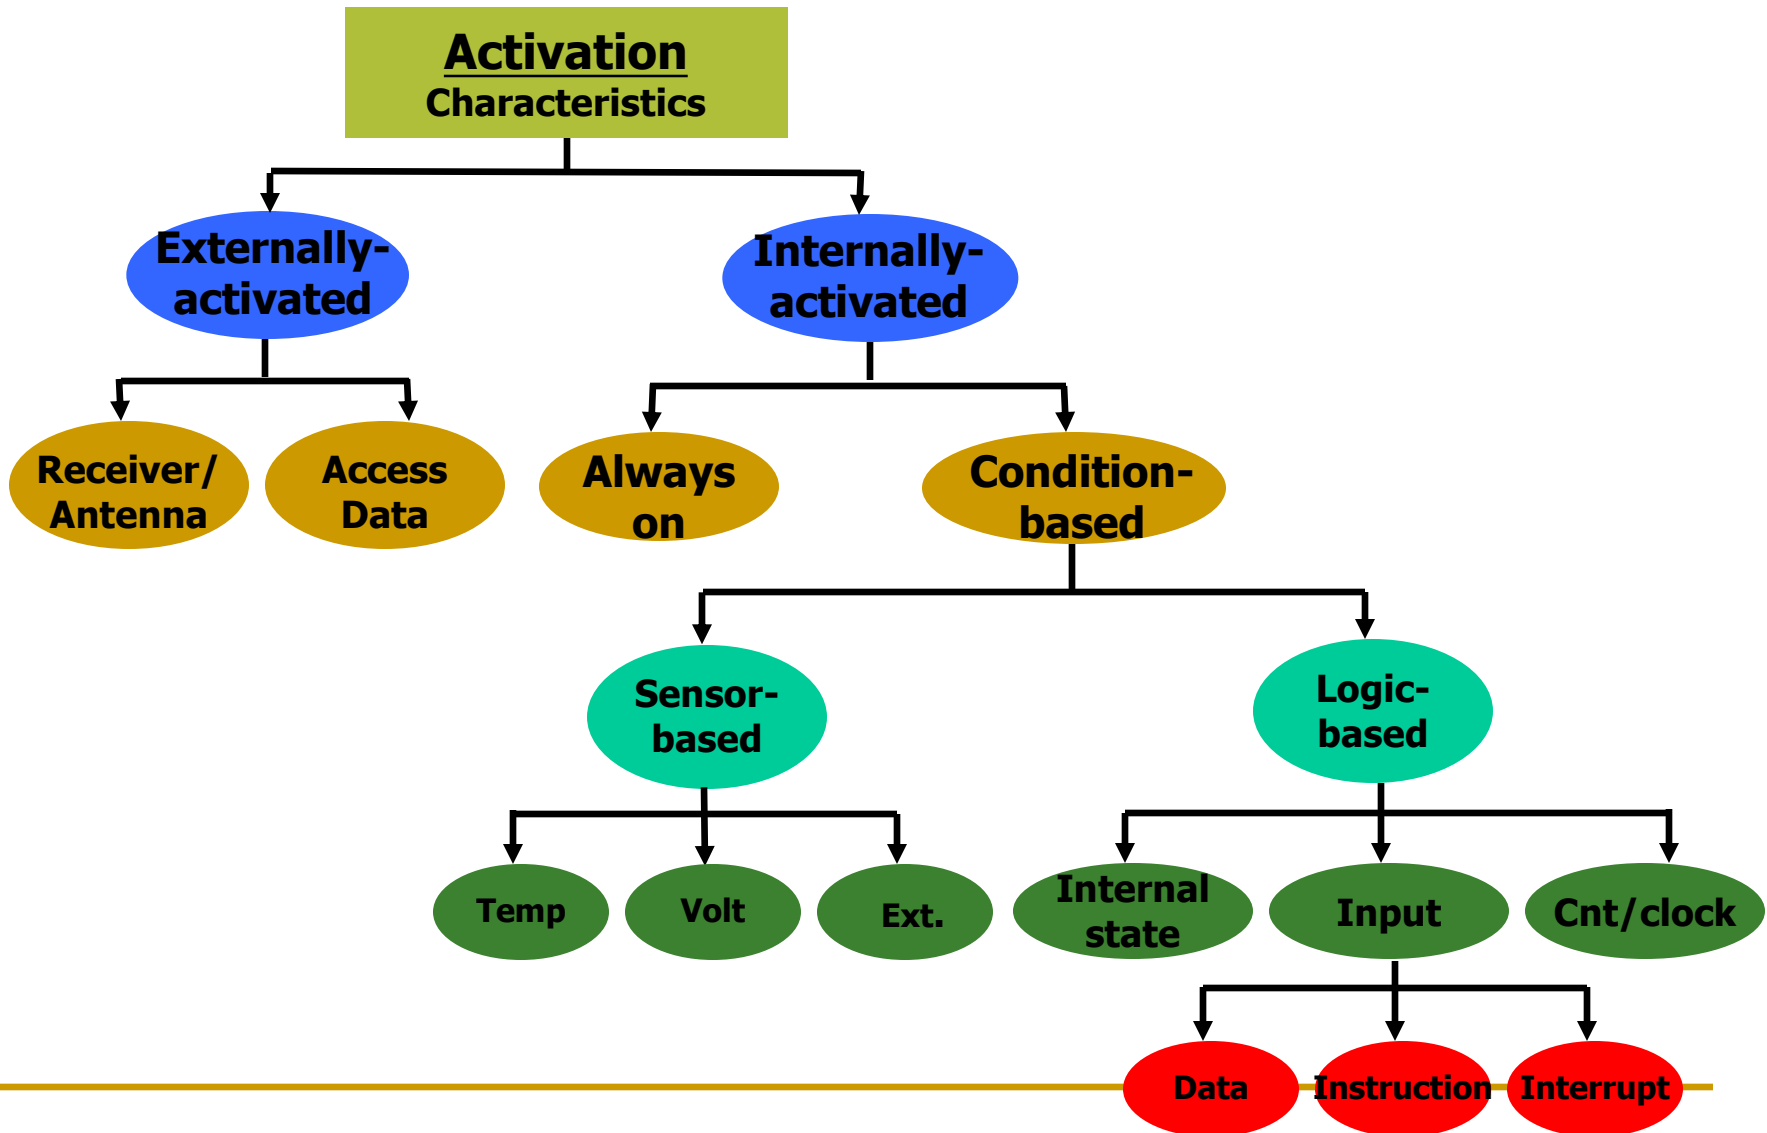 Activation
Characteristics
Externally-
activated
Internally-
activated
Receiver/
Antenna
Access
Data
Always
on
Condition-
based
Sensor-
based
Logic-
based
Temp
Volt
Ext.
Internal
state
Input
Cnt/clock
Data
Instruction
Interrupt